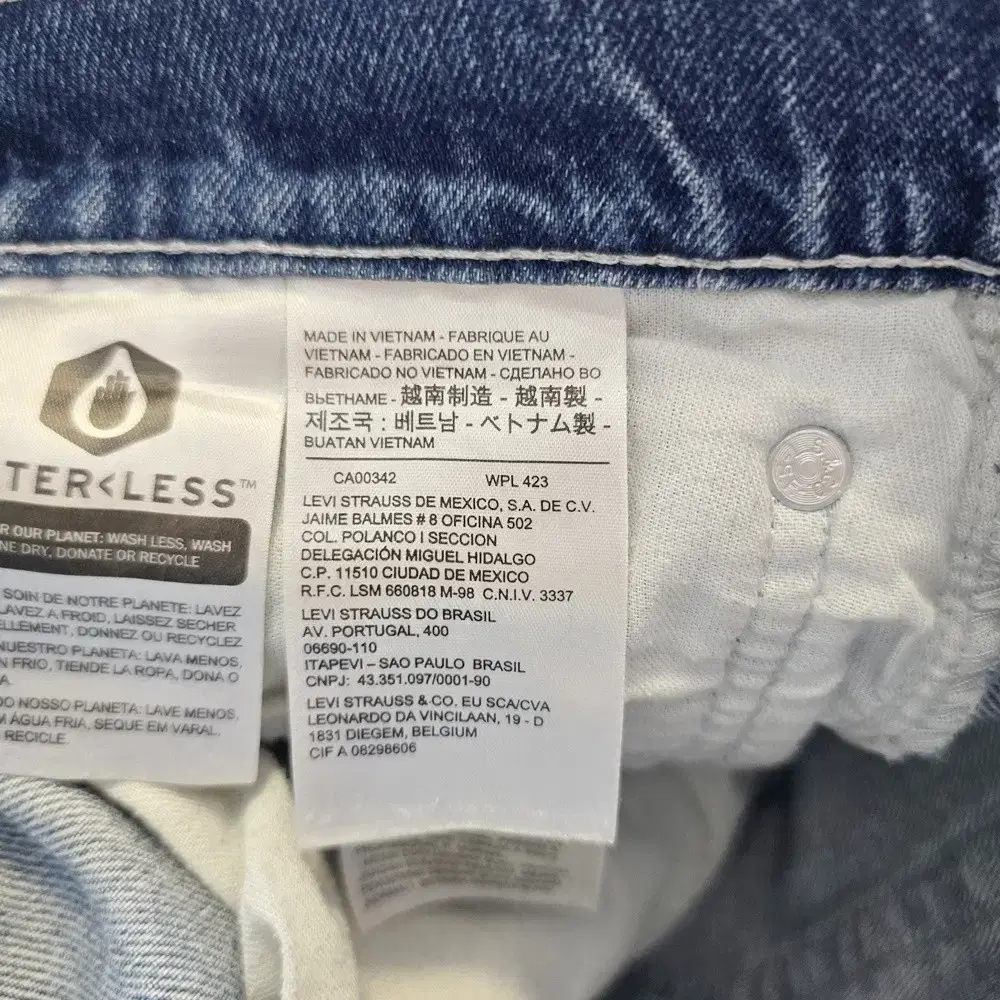 TER<LESS™
R OUR PLANET: WASH LESS, WASH
NE DRY, DONATE OR RECYCLE
SOIN DE NOTRE PLANETE: LAVEZ
LAVEZ A FROID, LAISSEZ SECHER
ELLEMENT, DONNEZ OU RECYCLEZ
NUESTRO PLANETA: LAVA MENOS,
N FRIO, TIENDE LA ROPA, DONA O
A.
DO NOSSO PLANETA: LAVE MENOS,
M ÁGUA FRIA, SEQUE EM VARAL,
RECICLE.
MADE IN VIETNAM - FABRIQUE AU
VIETNAM - FABRICADO EN VIETNAM -
FABRICADO NO VIETNAM - СДЕЛАНО ВО
ВЬЕТНАМЕ - 越南制造 - 越南製 -
제조국 : 베트남 - ベトナム製 -
BUATAN VIETNAM
CA00342 WPL 423
LEVI STRAUSS DE MEXICO, S.A. DE C.V.
JAIME BALMES # 8 OFICINA 502
COL. POLANCO I SECCION
DELEGACIÓN MIGUEL HIDALGO
C.P. 11510 CIUDAD DE MEXICO
R.F.C. LSM 660818 M-98 C.N.I.V. 3337
LEVI STRAUSS DO BRASIL
AV. PORTUGAL, 400
06690-110
ITAPEVI – SAO PAULO BRASIL
CNPJ: 43.351.097/0001-90
LEVI STRAUSS & CO. EU SCA/CVA
LEONARDO DA VINCILAAN, 19 - D
1831 DIEGEM, BELGIUM
CIF A 08298606